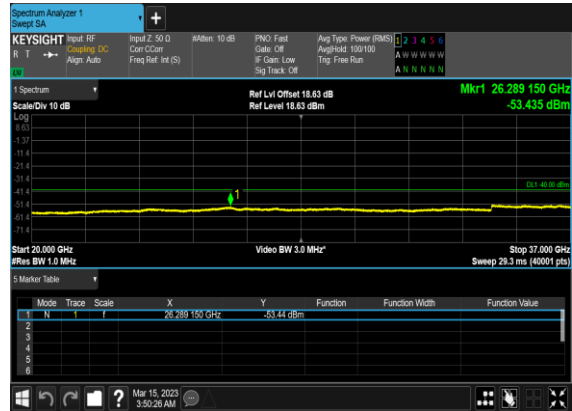 Spectrum Analyzer 1
Swept SA
+
KEYSIGHT Input: RF Input Z: 50 Ω #Atten: 10 dB PNO: Fast Avg Type: Power (RMS) 1 2 3 4 5 6
R T Coupling: DC Corr CCorr Gate: Off Avg|Hold: 100/100 A W W W W W
Align: Auto Freq Ref: Int (S) IF Gain: Low Trig: Free Run
Sig Track: Off A N N N N N
1 Spectrum
Ref Lvl Offset 18.63 dB Mkr1 26.289 150 GHz
Scale/Div 10 dB Ref Level 18.63 dBm -53.435 dBm
Log
8.63
-1.37
-11.4
-21.4
-31.4
DL1 -40.00 dBm
-41.4
1
-51.4
-61.4
-71.4
Start 20.000 GHz Video BW 3.0 MHz* Stop 37.000 GHz
#Res BW 1.0 MHz Sweep 29.3 ms (40001 pts)
5 Marker Table
Mode Trace Scale X Y Function Function Width Function Value
1 N 1 f 26.289 150 GHz -53.44 dBm
2
3
4
5
6
? Mar 15, 2023
3:50:26 AM